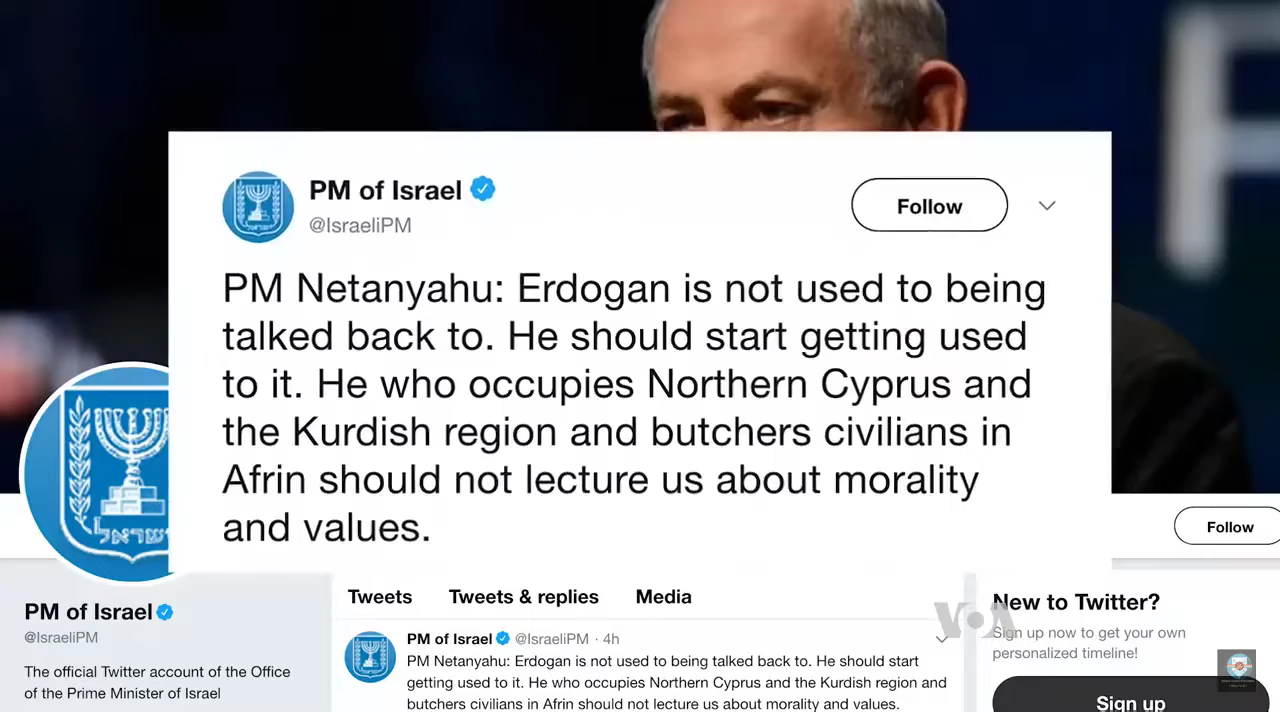 PM of Israel
@IsraeliPM
Follow
PM Netanyahu: Erdogan is not used to being
talked back to. He should start getting used
to it. He who occupies Northern Cyprus and
the Kurdish region and butchers civilians in
Afrin should not lecture us about morality
and values.
ישראל
Follow
PM of Israel
@IsraeliPM
The official Twitter account of the Office
of the Prime Minister of Israel
Tweets Tweets & replies Media
PM of Israel @IsraeliPM · 4h
PM Netanyahu: Erdogan is not used to being talked back to. He should start
getting used to it. He who occupies Northern Cyprus and the Kurdish region and
butchers civilians in Afrin should not lecture us about morality and values.
VOA
New to Twitter?
Sign up now to get your own
personalized timeline!
Sign up